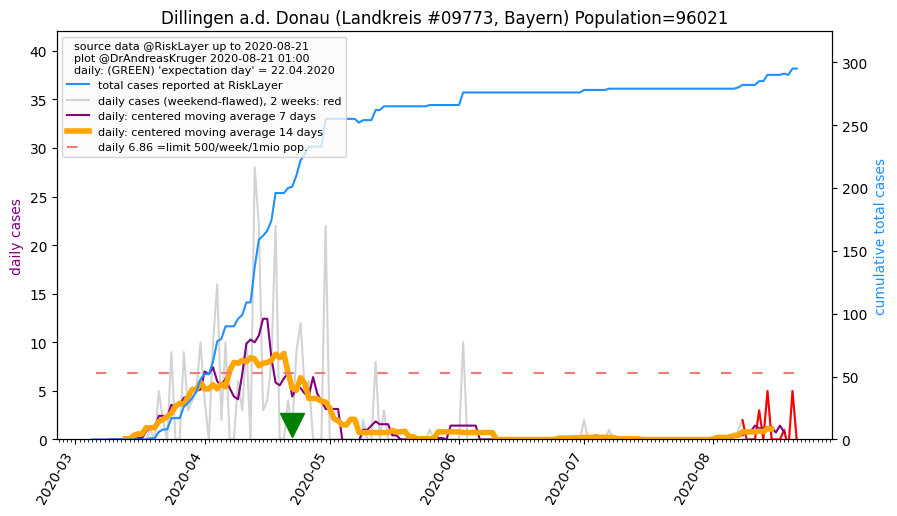 Dillingen a.d. Donau (Landkreis #09773, Bayern) Population=96021
source data @RiskLayer up to 2020-08-21
plot @DrAndreasKruger 2020-08-21 01:00
daily: (GREEN) 'expectation day' = 22.04.2020
total cases reported at RiskLayer
daily cases (weekend-flawed), 2 weeks: red
daily: centered moving average 7 days
daily: centered moving average 14 days
daily 6.86 =limit 500/week/1mio pop.
daily cases
40
35
30
25
20
15
10
5
0
cumulative total cases
300
250
200
150
100
50
0
2020-03
2020-04
2020-05
2020-06
2020-07
2020-08